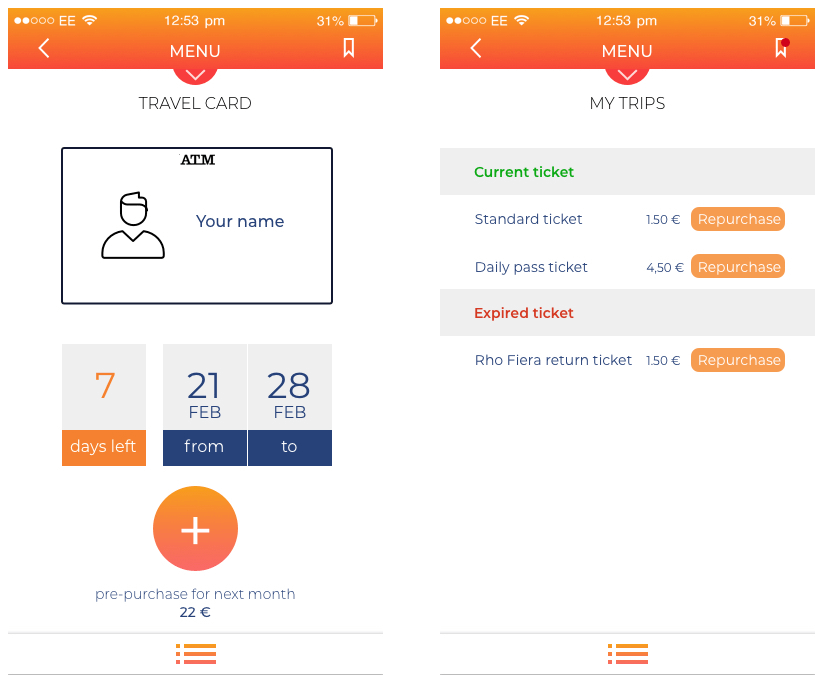 EE 12:53 pm 31%
MENU
TRAVEL CARD
ATM
Your name
7
days left
21
FEB
from
28
FEB
to
+
pre-purchase for next month
22 €
EE 12:53 pm 31%
MENU
MY TRIPS
Current ticket
Standard ticket 1.50 € Repurchase
Daily pass ticket 4,50 € Repurchase
Expired ticket
Rho Fiera return ticket 1.50 € Repurchase